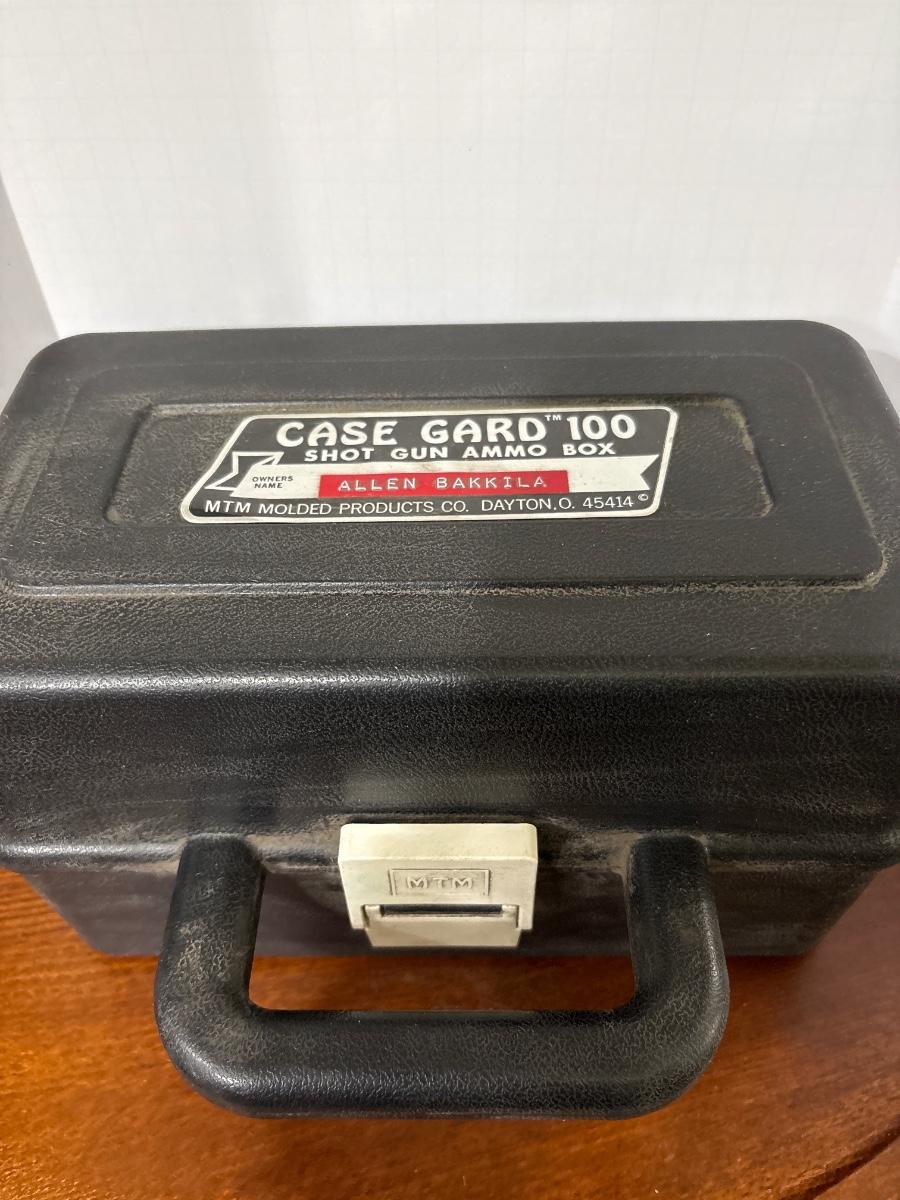 CASE GARD™ 100
SHOT GUN AMMO BOX
OWNERS
NAME
ALLEN BAKKILA
MTM MOLDED PRODUCTS CO. DAYTON, O. 45414 ©
MTM